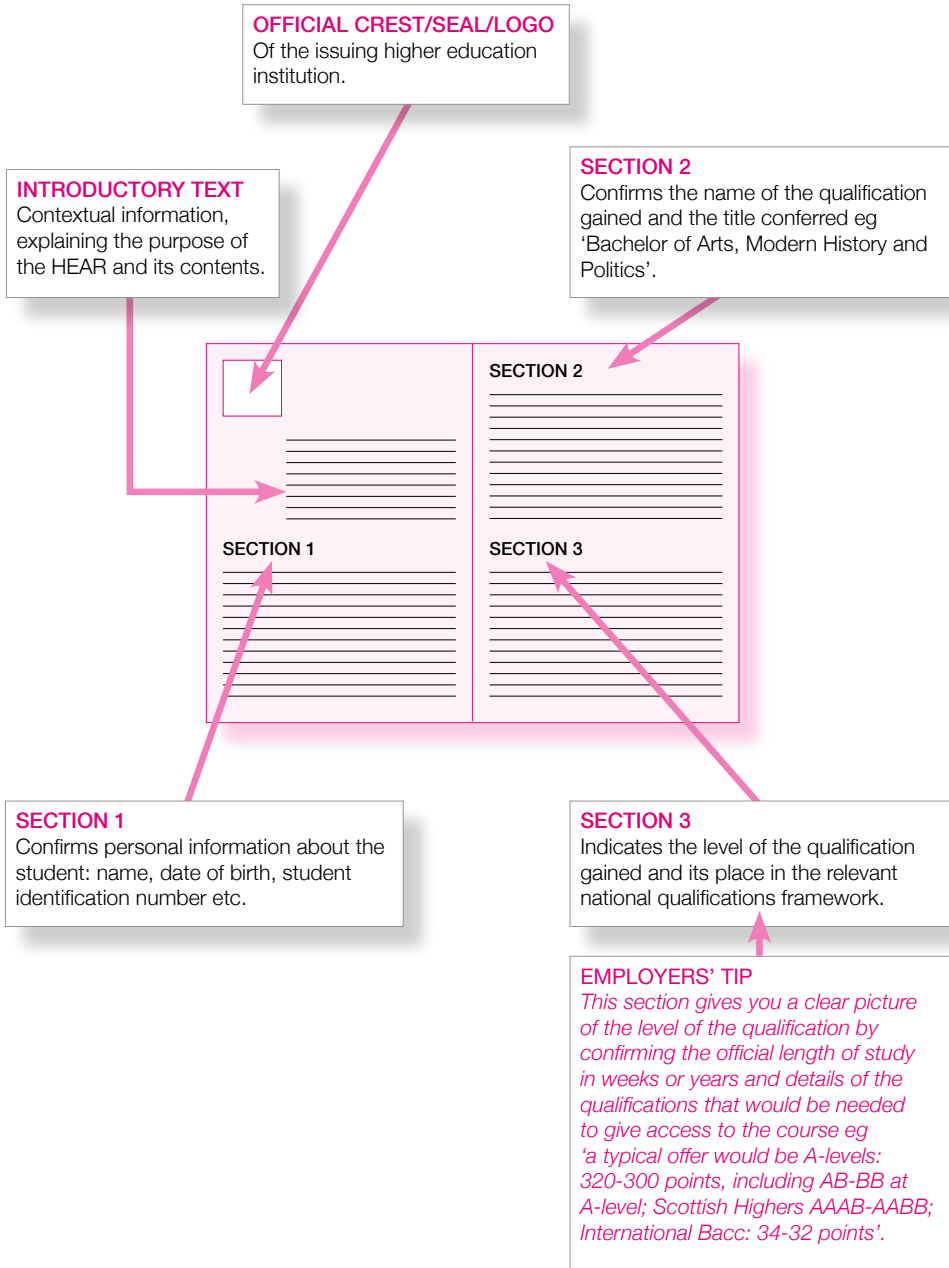 OFFICIAL CREST/SEAL/LOGO
Of the issuing higher education
institution.
INTRODUCTORY TEXT
Contextual information,
explaining the purpose of
the HEAR and its contents.
SECTION 2
Confirms the name of the qualification
gained and the title conferred eg
‘Bachelor of Arts, Modern History and
Politics’.
SECTION 1
SECTION 2
SECTION 3
SECTION 1
Confirms personal information about the
student: name, date of birth, student
identification number etc.
SECTION 3
Indicates the level of the qualification
gained and its place in the relevant
national qualifications framework.
EMPLOYERS’ TIP
This section gives you a clear picture
of the level of the qualification by
confirming the official length of study
in weeks or years and details of the
qualifications that would be needed
to give access to the course eg
‘a typical offer would be A-levels:
320-300 points, including AB-BB at
A-level; Scottish Highers AAAB-AABB;
International Bacc: 34-32 points’.